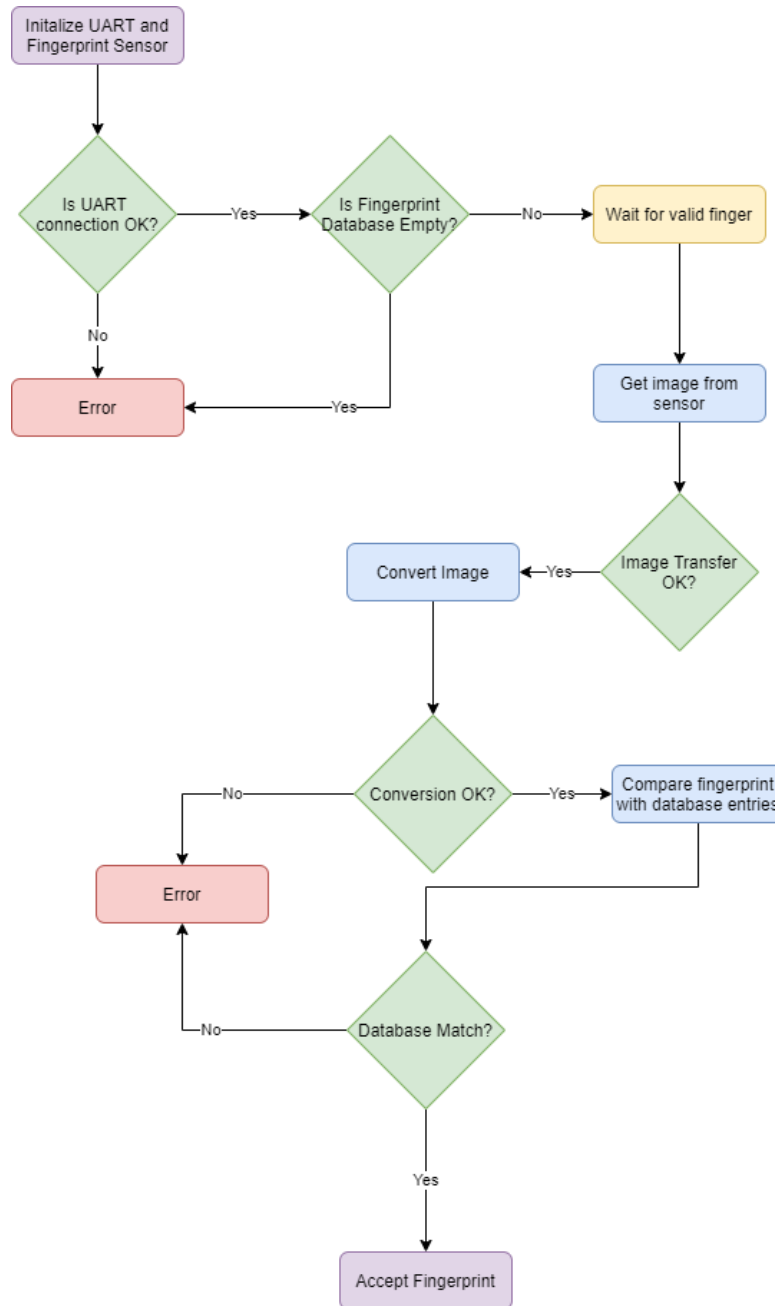 Initalize UART and
Fingerprint Sensor
Is UART
connection OK?
Yes
Is Fingerprint
Database Empty?
No
Wait for valid finger
No
Error
Yes
Get image from
sensor
Image Transfer
OK?
Yes
Convert Image
Conversion OK?
No
Yes
Compare fingerprint
with database entries
Error
Database Match?
No
Yes
Accept Fingerprint